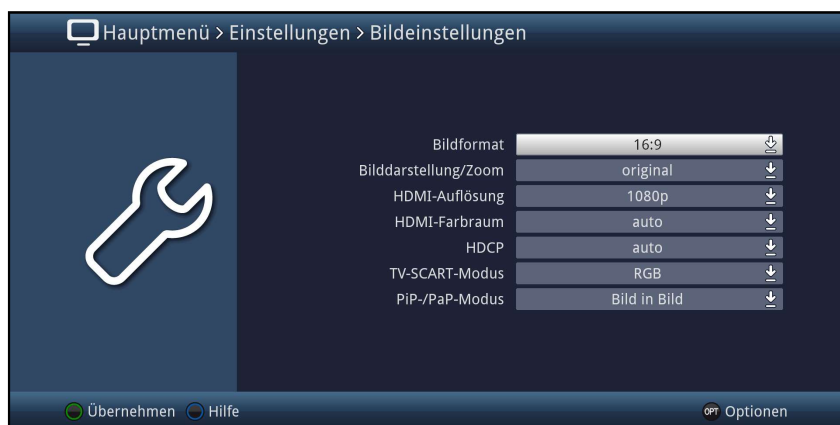 Hauptmenü > Einstellungen > Bildeinstellungen
Bildformat 16:9
Bilddarstellung/Zoom original
HDMI-Auflösung 1080p
HDMI-Farbraum auto
HDCP auto
TV-SCART-Modus RGB
PiP-/PaP-Modus Bild in Bild
Übernehmen Hilfe OPT Optionen